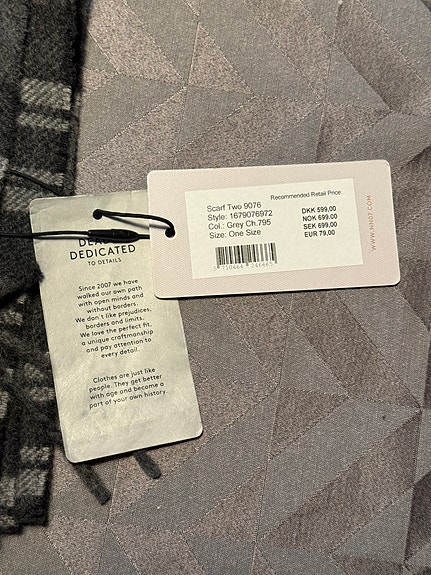 Recommended Retail Price
Scarf Two 9076
Style: 1679076972
Col.: Grey Ch.795
Size: One Size
DKK 599,00
NOK 699,00
SEK 699,00
EUR 79,00
WWW.NN07.COM
DEDICATED
TO DETAILS
Since 2007 we have
walked our own path
with open minds and
without borders.
We don't like prejudices,
borders and limits.
We love the perfect fit,
a unique craftmanship
and pay attention to
every detail.
Clothes are just like
people. They get better
with age and become a
part of your own history.